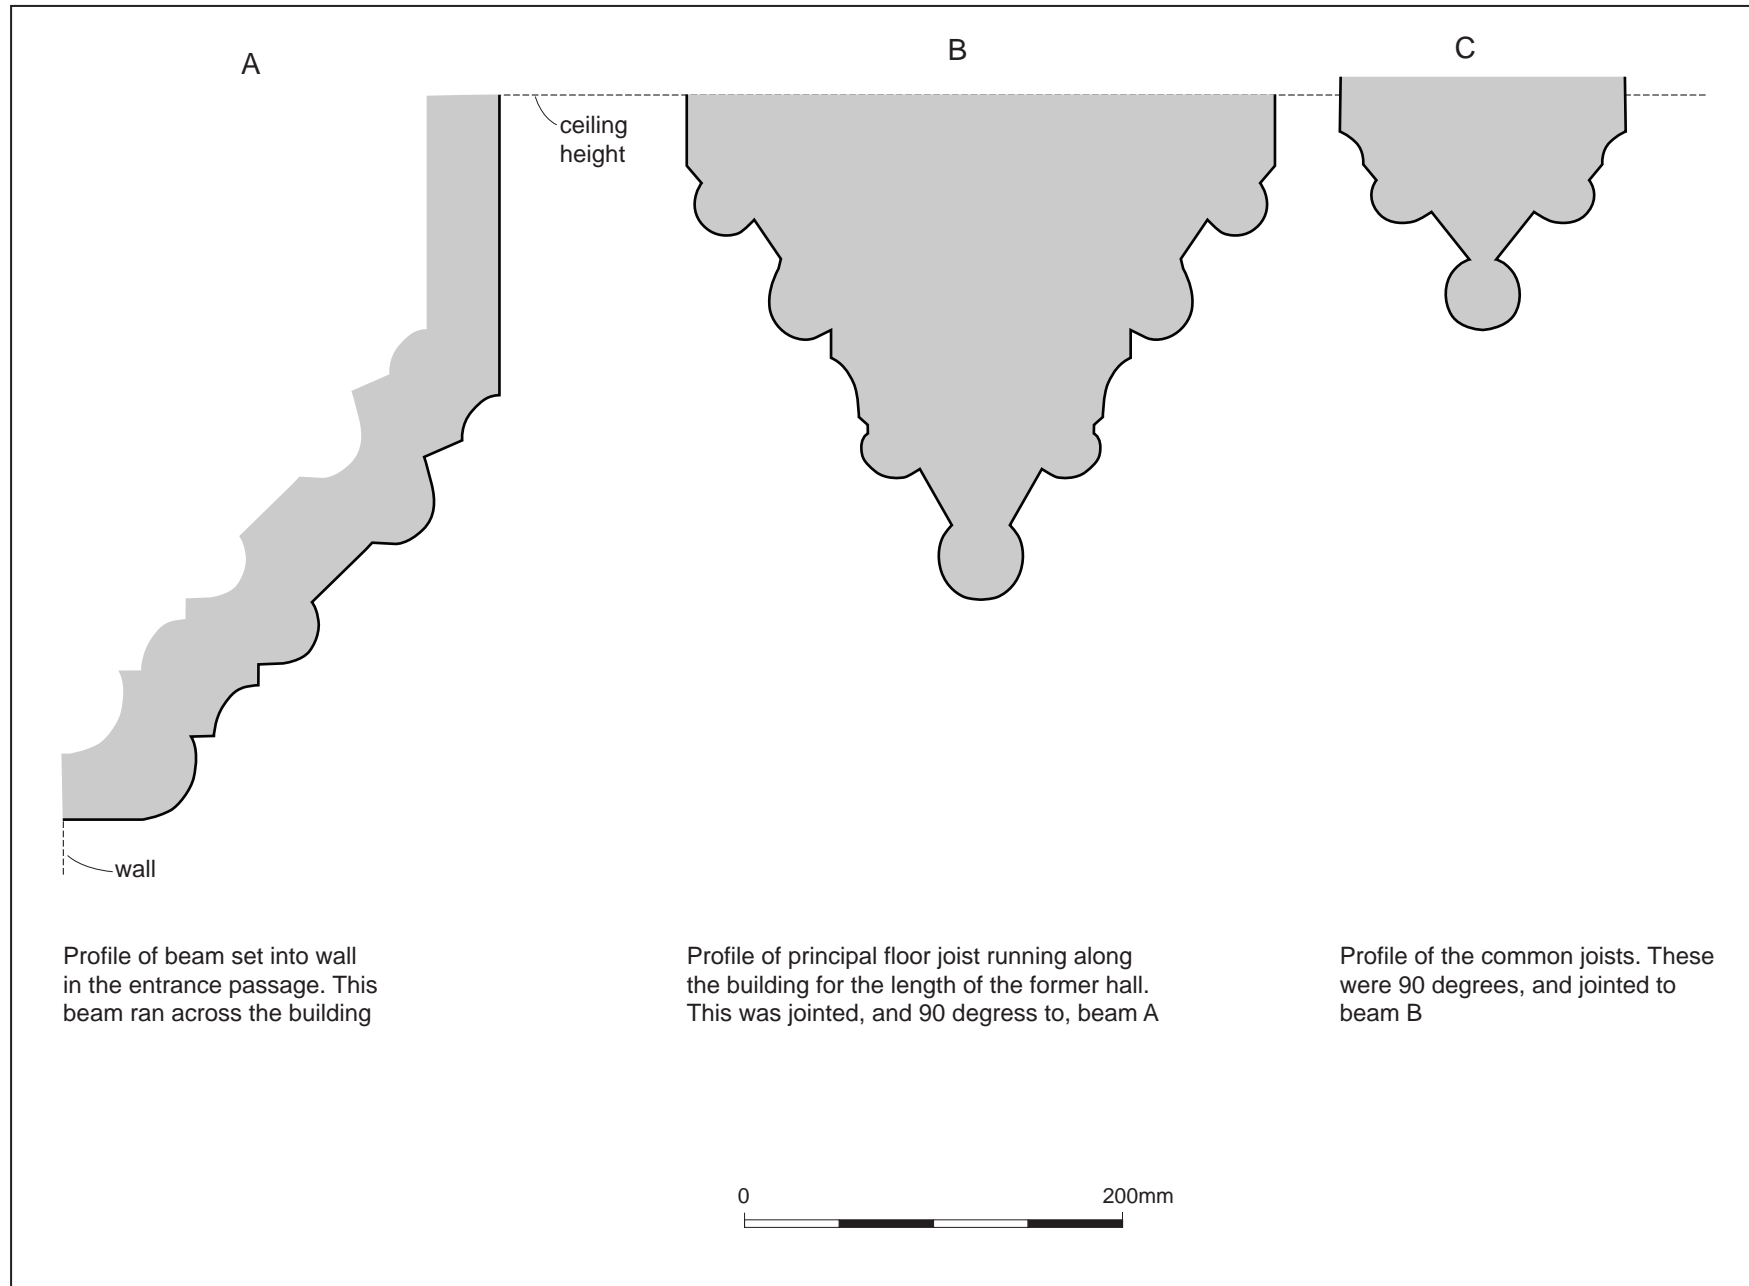 A
B
C
ceiling
height
wall
Profile of beam set into wall
in the entrance passage. This
beam ran across the building
Profile of principal floor joist running along
the building for the length of the former hall.
This was jointed, and 90 degress to, beam A
Profile of the common joists. These
were 90 degrees, and jointed to
beam B
0 200mm